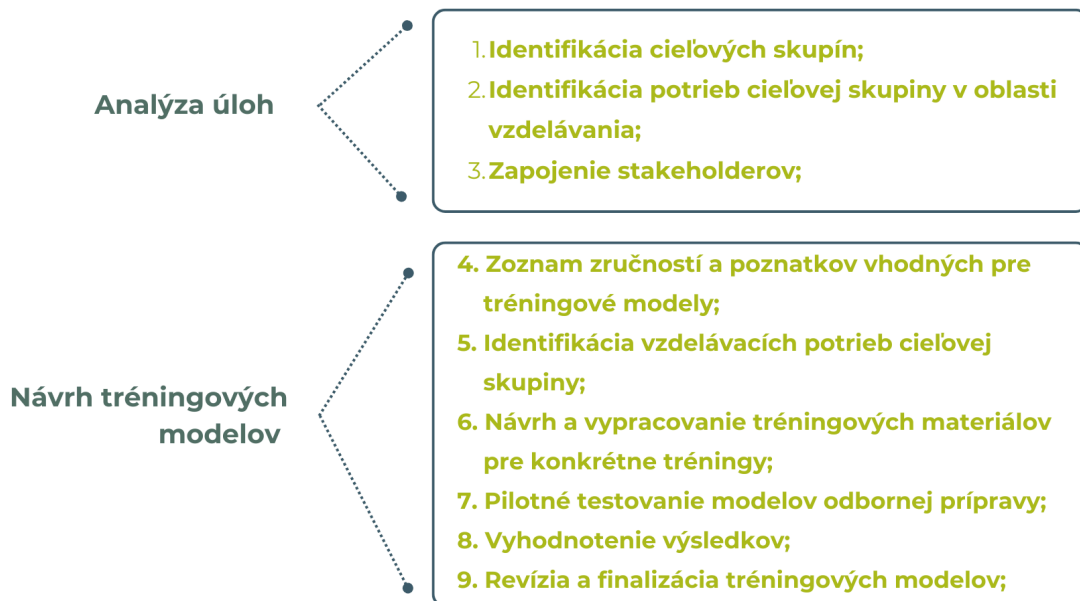 Analýza úloh
1. Identifikácia cieľových skupín;
2. Identifikácia potrieb cieľovej skupiny v oblasti
vzdelávania;
3. Zapojenie stakeholderov;
Návrh tréningových
modelov
4. Zoznam zručností a poznatkov vhodných pre
tréningové modely;
5. Identifikácia vzdelávacích potrieb cieľovej
skupiny;
6. Návrh a vypracovanie tréningových materiálov
pre konkrétne tréningy;
7. Pilotné testovanie modelov odbornej prípravy;
8. Vyhodnotenie výsledkov;
9. Revízia a finalizácia tréningových modelov;